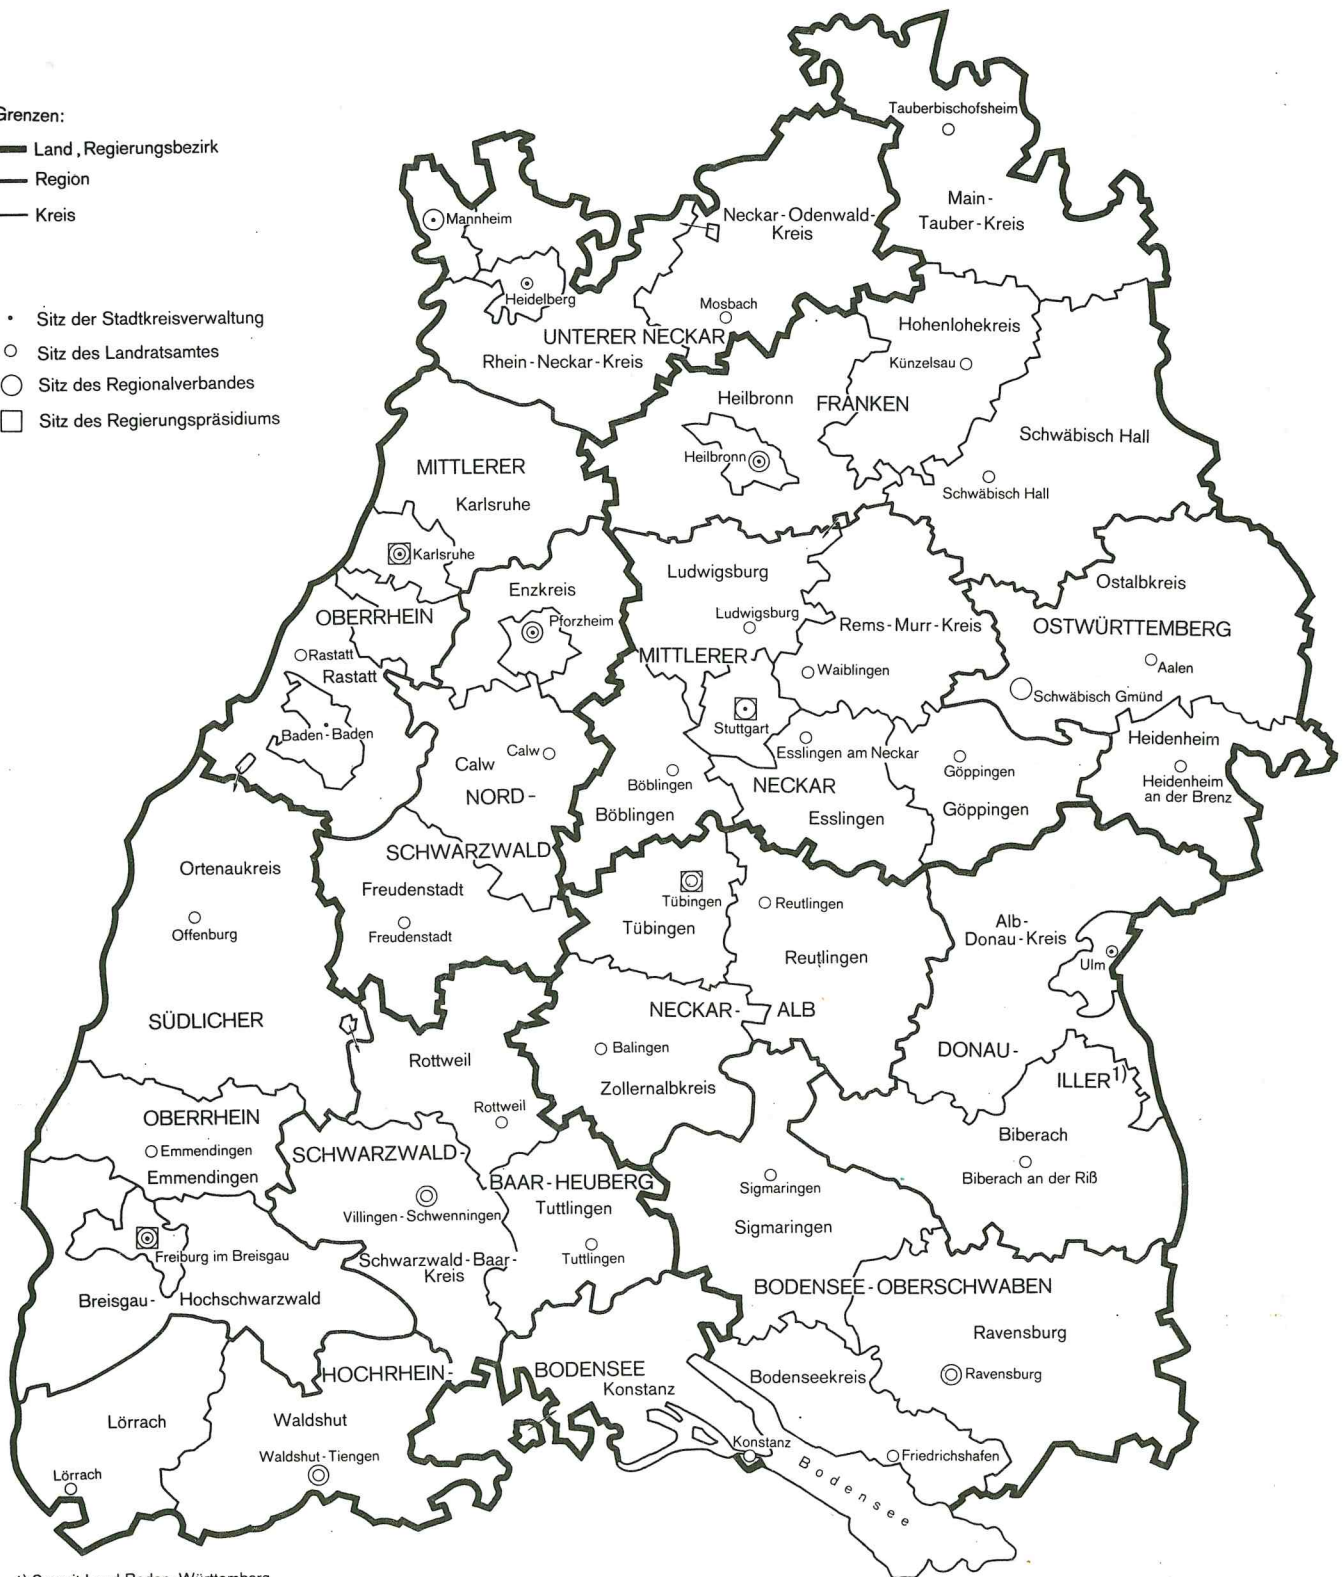 Grenzen:
Land, Regierungsbezirk
Region
Kreis
Sitz der Stadtkreisverwaltung
Sitz des Landratsamtes
Sitz des Regionalverbandes
Sitz des Regierungspräsidiums
Tauberbischofsheim
Main-
Tauber-Kreis
Mannheim
Neckar-Odenwald-
Kreis
Heidelberg
Mosbach
UNTERER NECKAR
Rhein-Neckar-Kreis
Hohenlohekreis
Künzelsau
Heilbronn
FRANKEN
Heilbronn
Schwäbisch Hall
Schwäbisch Hall
MITTLERER
Karlsruhe
Karlsruhe
Enzkreis
Pforzheim
OBERRHEIN
Rastatt
Rastatt
Baden-Baden
Ludwigsburg
Ludwigsburg
MITTLERER
Rems-Murr-Kreis
Waiblingen
Stuttgart
Ostalbkreis
OSTWÜRTTEMBERG
Aalen
Schwäbisch Gmünd
Calw
Calw
NORD-
Böblingen
Böblingen
Esslingen am Neckar
NECKAR
Esslingen
Göppingen
Göppingen
Heidenheim
Heidenheim
an der Brenz
SCHWARZWALD
Freudenstadt
Freudenstadt
Ortenaukreis
Offenburg
SÜDLICHER
Tübingen
Tübingen
Reutlingen
Reutlingen
Alb-
Donau-Kreis
Ulm
NECKAR- ALB
Balingen
Zollernalbkreis
DONAU-
ILLER¹)
Rottweil
Rottweil
OBERRHEIN
Emmendingen
Emmendingen
SCHWARZWALD-
Villingen-Schwenningen
BAAR-HEUBERG
Tuttlingen
Tuttlingen
Biberach
Biberach an der Riß
Sigmaringen
Sigmaringen
Freiburg im Breisgau
Breisgau- Hochschwarzwald
Schwarzwald-Baar-
Kreis
BODENSEE-OBERSCHWABEN
Ravensburg
Ravensburg
HOCHRHEIN-
BODENSEE
Konstanz
Bodenseekreis
Lörrach
Waldshut
Waldshut-Tiengen
Lörrach
Konstanz
Friedrichshafen
Bodensee